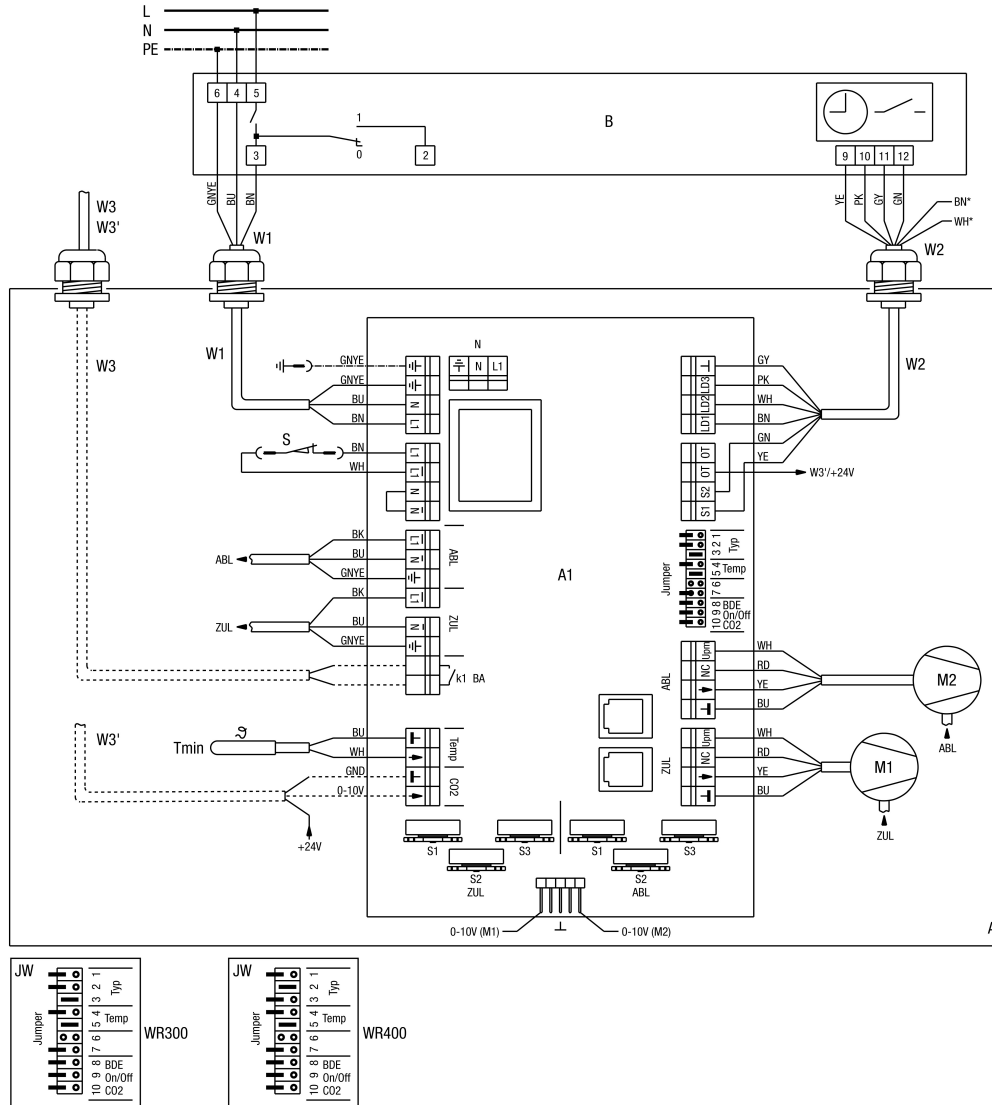 L
N
PE
6 4 5
1
0
3
2
B
9 10 11 12
GNYE
BU
BN
YE
PK
GY
GN
BN*
WH*
W3
W3'
W1
W2
W3
W1
W2
N
N L1
GNYE
GNYE
BU
BN
N
L1
S
BN
WH
L1
L1
N
N
GY
PK
WH
BN
GN
YE
LD3
LD2
LD1
OT
OT
S2
S1
W3'/+24V
ABL
BK
BU
GNYE
L1
N
ABL
ZUL
BK
BU
GNYE
L1
N
ZUL
k1 BA
A1
Jumper
3 2 1
Typ
5 4
Temp
7 6
10 9 8
BDE
On/Off
CO2
ABL
Upm
NC
WH
RD
YE
BU
M2
ABL
ZUL
Upm
NC
WH
RD
YE
BU
M1
ZUL
W3'
Tmin
ϑ
BU
WH
GND
0-10V
Temp
CO2
+24V
S1
S3
S2
ZUL
S1
S3
S2
ABL
0-10V (M1)
0-10V (M2)
A
JW
Jumper
3 2 1
Typ
5 4
Temp
7 6
10 9 8
BDE
On/Off
CO2
WR300
JW
Jumper
3 2 1
Typ
5 4
Temp
7 6
10 9 8
BDE
On/Off
CO2
WR400